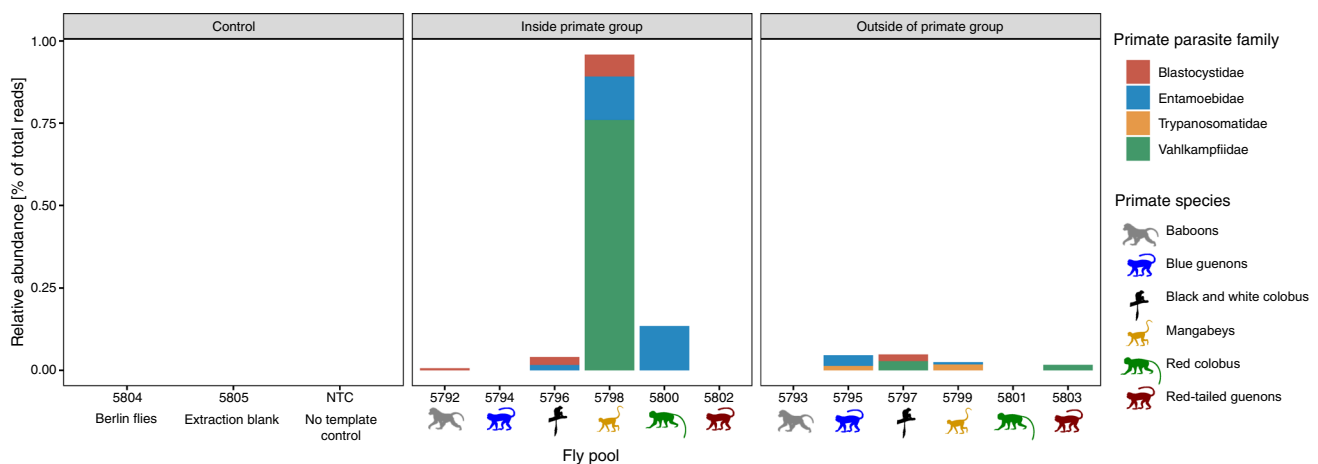 Control
Inside primate group
Outside of primate group
Relative abundance [% of total reads]
1.00
0.75
0.50
0.25
0.00
5804
5805
NTC
5792
5794
5796
5798
5800
5802
5793
5795
5797
5799
5801
5803
Berlin flies
Extraction blank
No template
control
Fly pool
Primate parasite family
Blastocystidae
Entamoebidae
Trypanosomatidae
Vahlkampfiidae
Primate species
Baboons
Blue guenons
Black and white colobus
Mangabeys
Red colobus
Red-tailed guenons